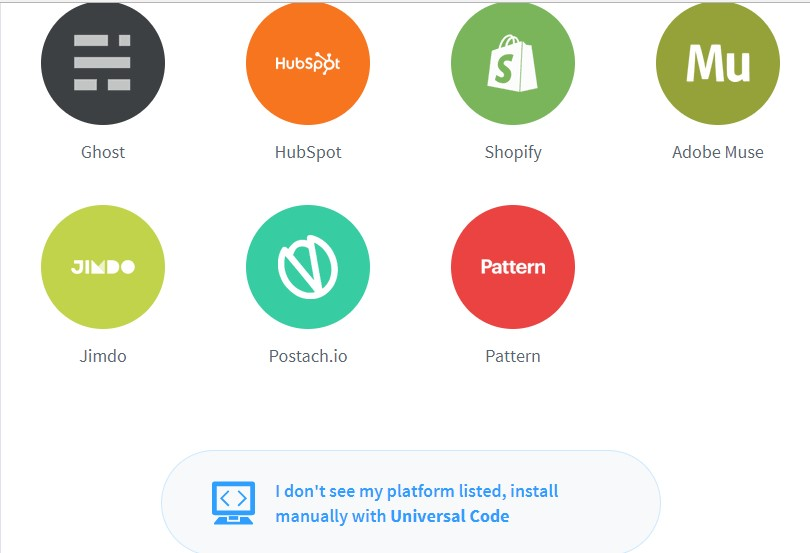 HubSpot
S
Mu
Ghost
HubSpot
Shopify
Adobe Muse
JIMDO
Pattern
Jimdo
Postach.io
Pattern
I don't see my platform listed, install
manually with Universal Code